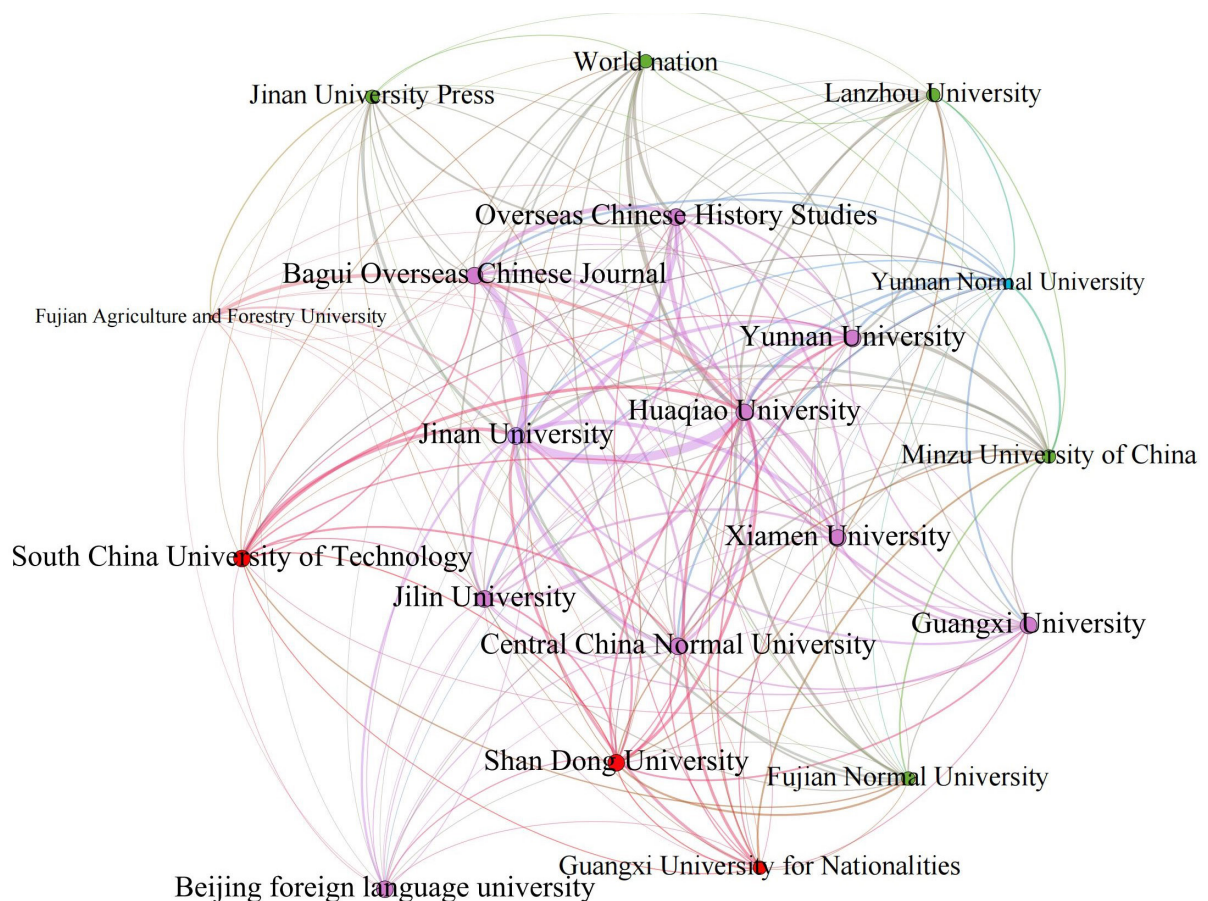 World nation
Jinan University Press
Lanzhou University
Overseas Chinese History Studies
Bagui Overseas Chinese Journal
Yunnan Normal University
Fujian Agriculture and Forestry University
Yunnan University
Huaqiao University
Jinan University
Minzu University of China
Xiamen University
South China University of Technology
Jilin University
Guangxi University
Central China Normal University
Shan Dong University
Fujian Normal University
Guangxi University for Nationalities
Beijing foreign language university